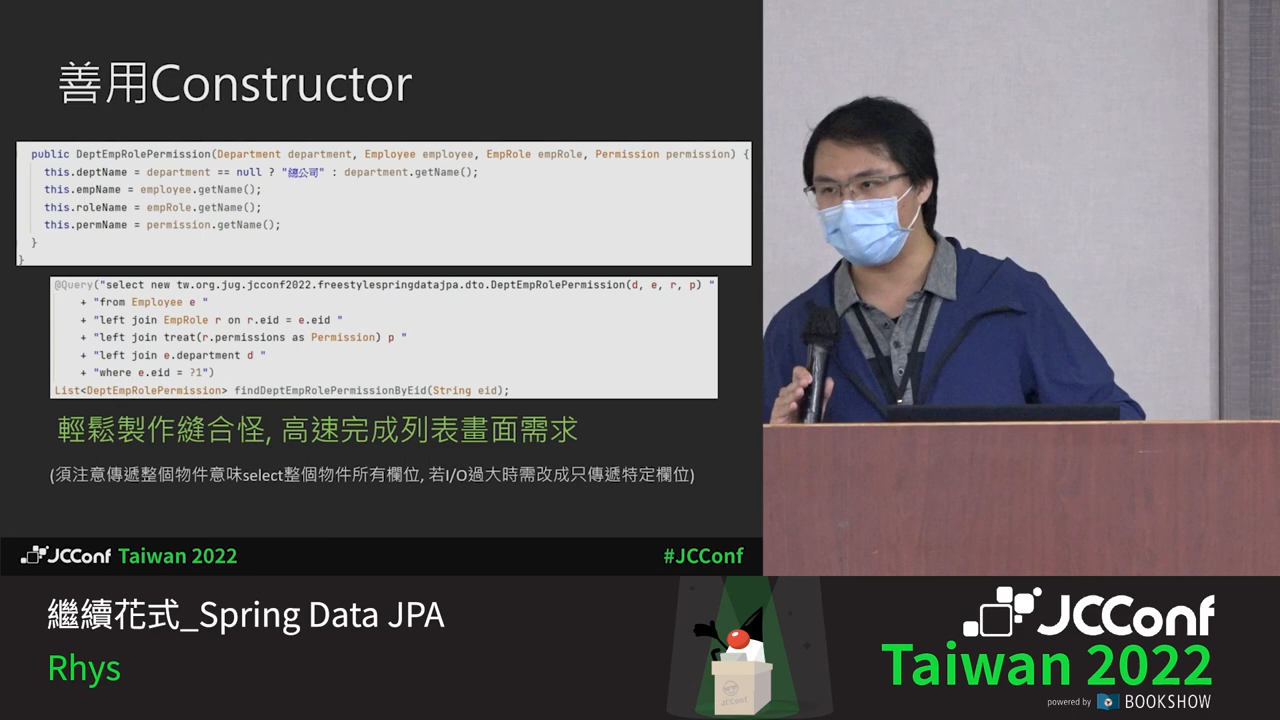 善用Constructor
public DeptEmpRolePermission(Department department, Employee employee, EmpRole empRole, Permission permission) {
this.deptName = department == null ? "總公司" : department.getName();
this.empName = employee.getName();
this.roleName = empRole.getName();
this.permName = permission.getName();
}
}
@Query("select new tw.org.jug.jcconf2022.freestylespringdatajpa.dto.DeptEmpRolePermission(d, e, r, p) "
+ "from Employee e "
+ "left join EmpRole r on r.eid = e.eid "
+ "left join treat(r.permissions as Permission) p "
+ "left join e.department d "
+ "where e.eid = ?1")
List<DeptEmpRolePermission> findDeptEmpRolePermissionByEid(String eid);
輕鬆製作縫合怪, 高速完成列表畫面需求
(須注意傳遞整個物件意味select整個物件所有欄位, 若I/O過大時需改成只傳遞特定欄位)
JCConf Taiwan 2022
#JCConf
繼續花式_Spring Data JPA
Rhys
JCConf
JCConf
Taiwan 2022
powered by BOOKSHOW